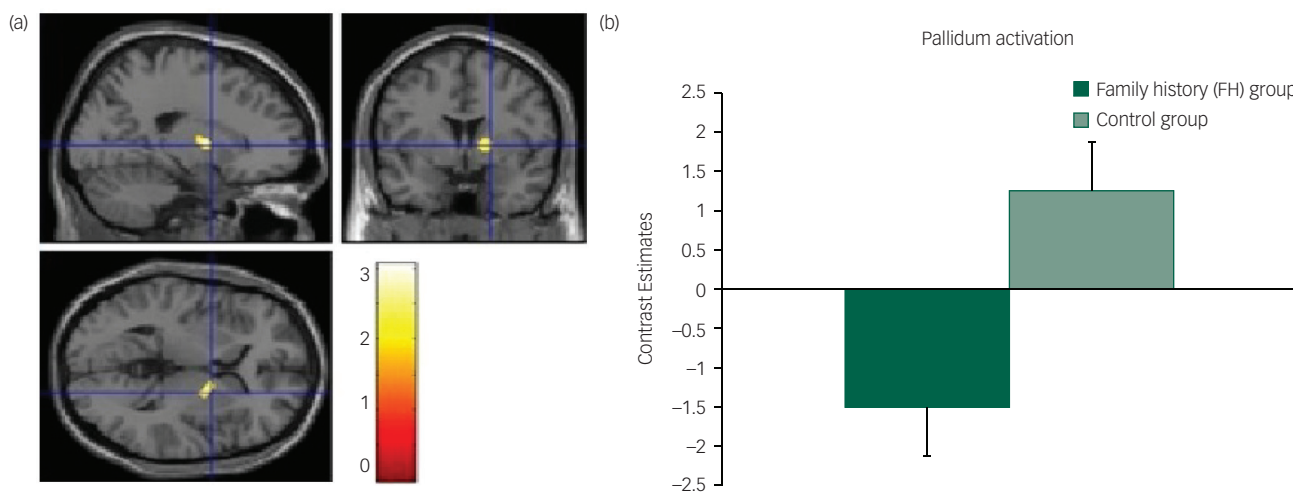 (a)
3
2
1
0
(b)
Pallidum activation
Family history (FH) group
Control group
2.5
2
1.5
1
0.5
0
–0.5
–1
–1.5
–2
–2.5
Contrast Estimates